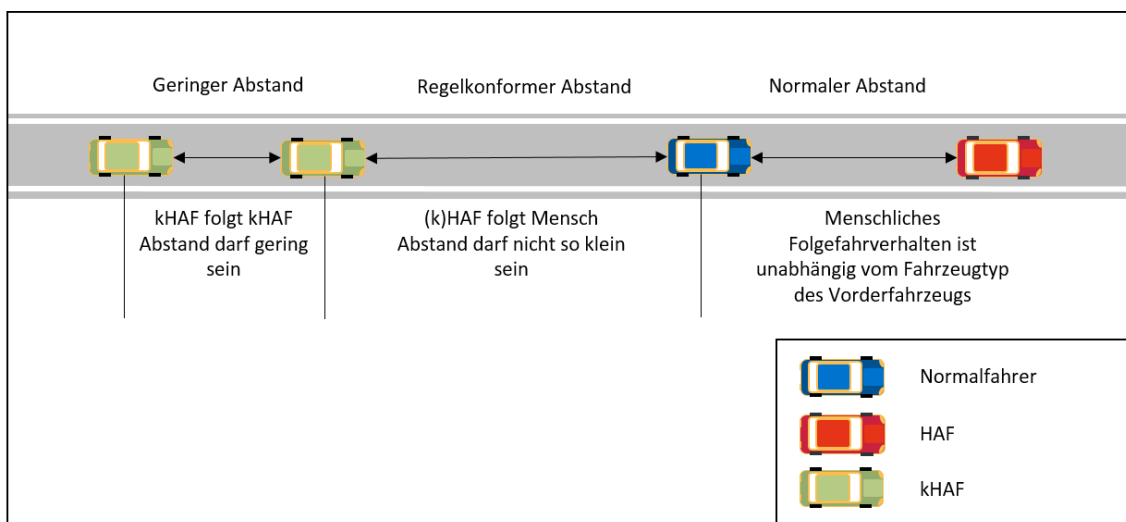 Geringer Abstand
Regelkonformer Abstand
Normaler Abstand
kHAF folgt kHAF
Abstand darf gering
sein
(k)HAF folgt Mensch
Abstand darf nicht so klein
sein
Menschliches
Folgefahrverhalten ist
unabhängig vom Fahrzeugtyp
des Vorderfahrzeugs
Normalfahrer
HAF
kHAF